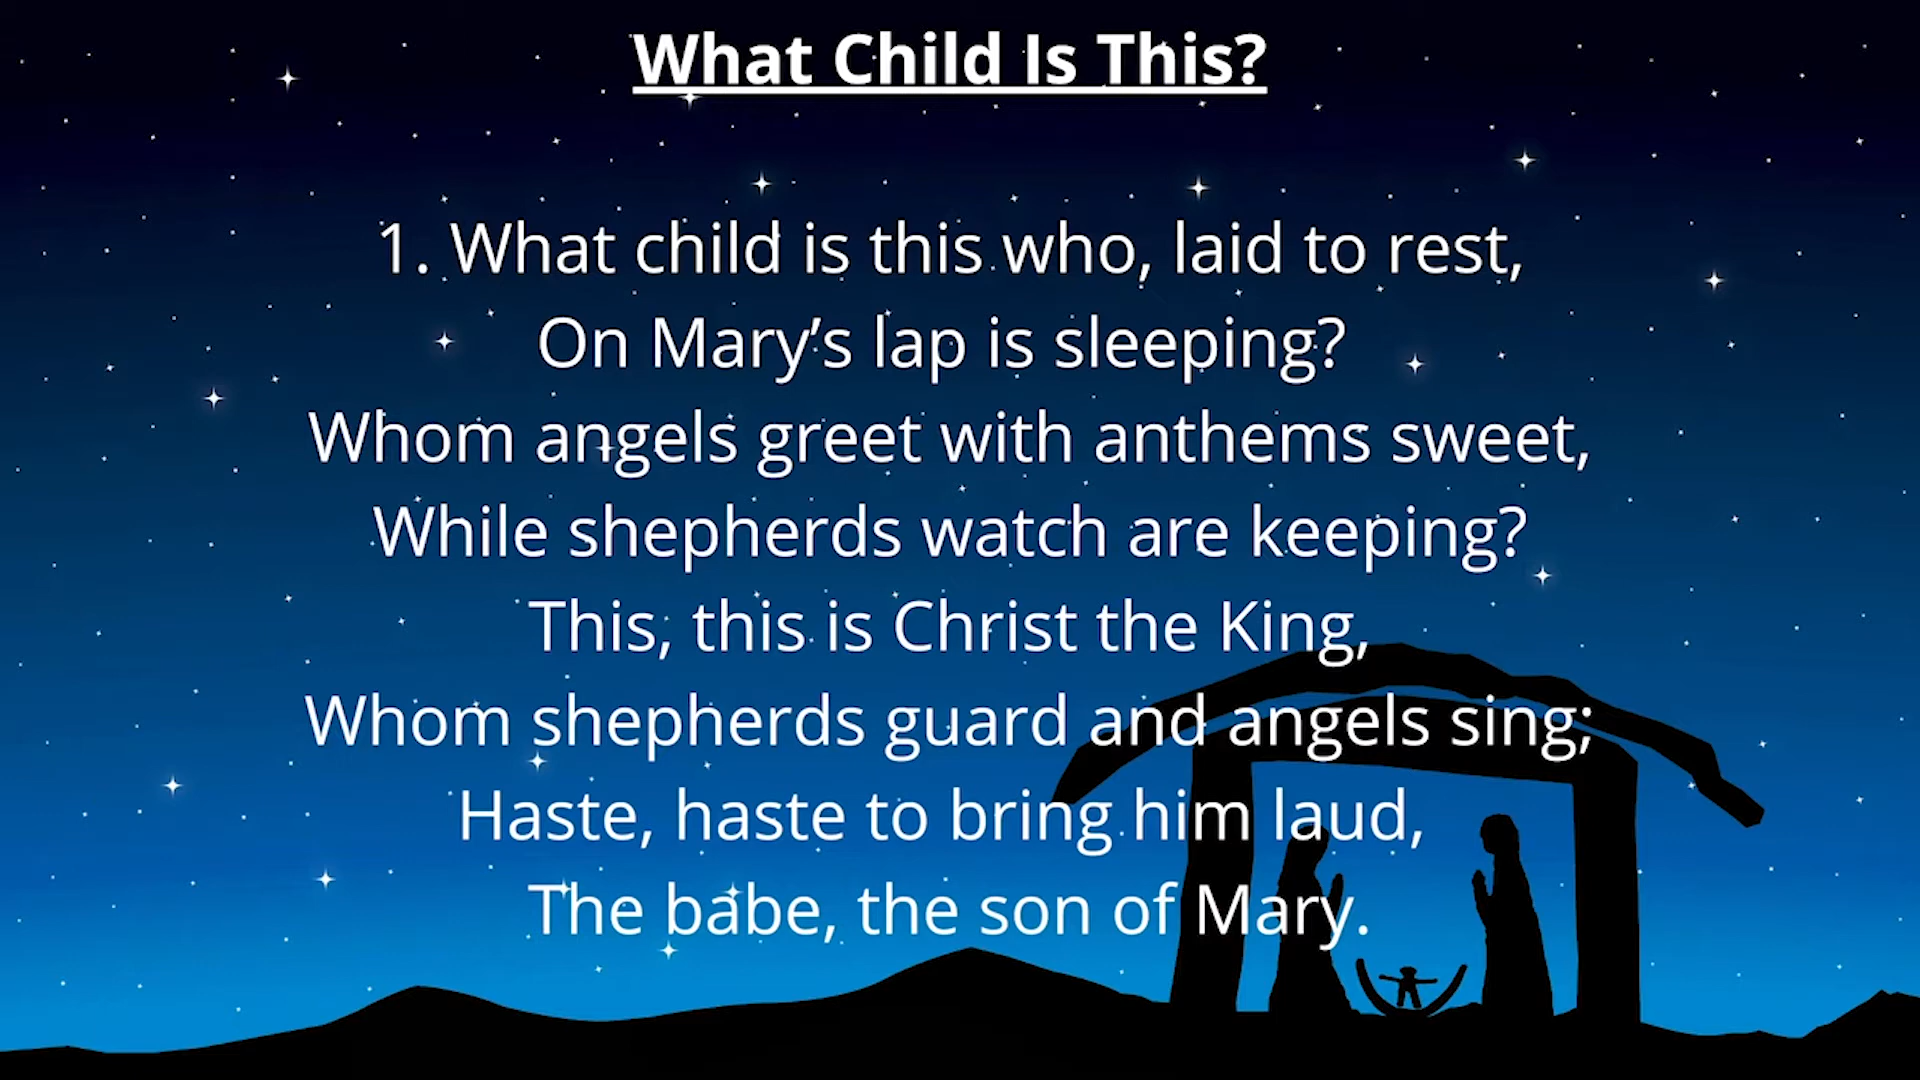 What Child Is This?
1. What child is this who, laid to rest,
On Mary’s lap is sleeping?
Whom angels greet with anthems sweet,
While shepherds watch are keeping?
This, this is Christ the King,
Whom shepherds guard and angels sing;
Haste, haste to bring him laud,
The babe, the son of Mary.